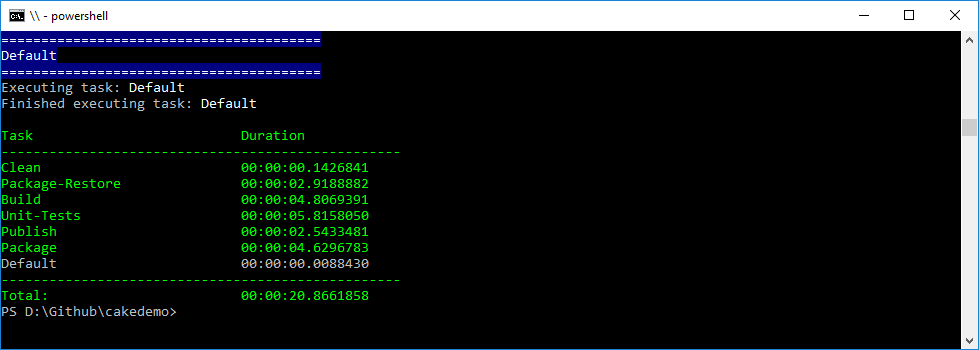 C:\. \\ - powershell
========================================
Default
========================================
Executing task: Default
Finished executing task: Default
Task                          Duration
--------------------------------------------------
Clean                         00:00:00.1426841
Package-Restore               00:00:02.9188882
Build                         00:00:04.8069391
Unit-Tests                    00:00:05.8158050
Publish                       00:00:02.5433481
Package                       00:00:04.6296783
Default                       00:00:00.0088430
--------------------------------------------------
Total:                        00:00:20.8661858
PS D:\Github\cakedemo>